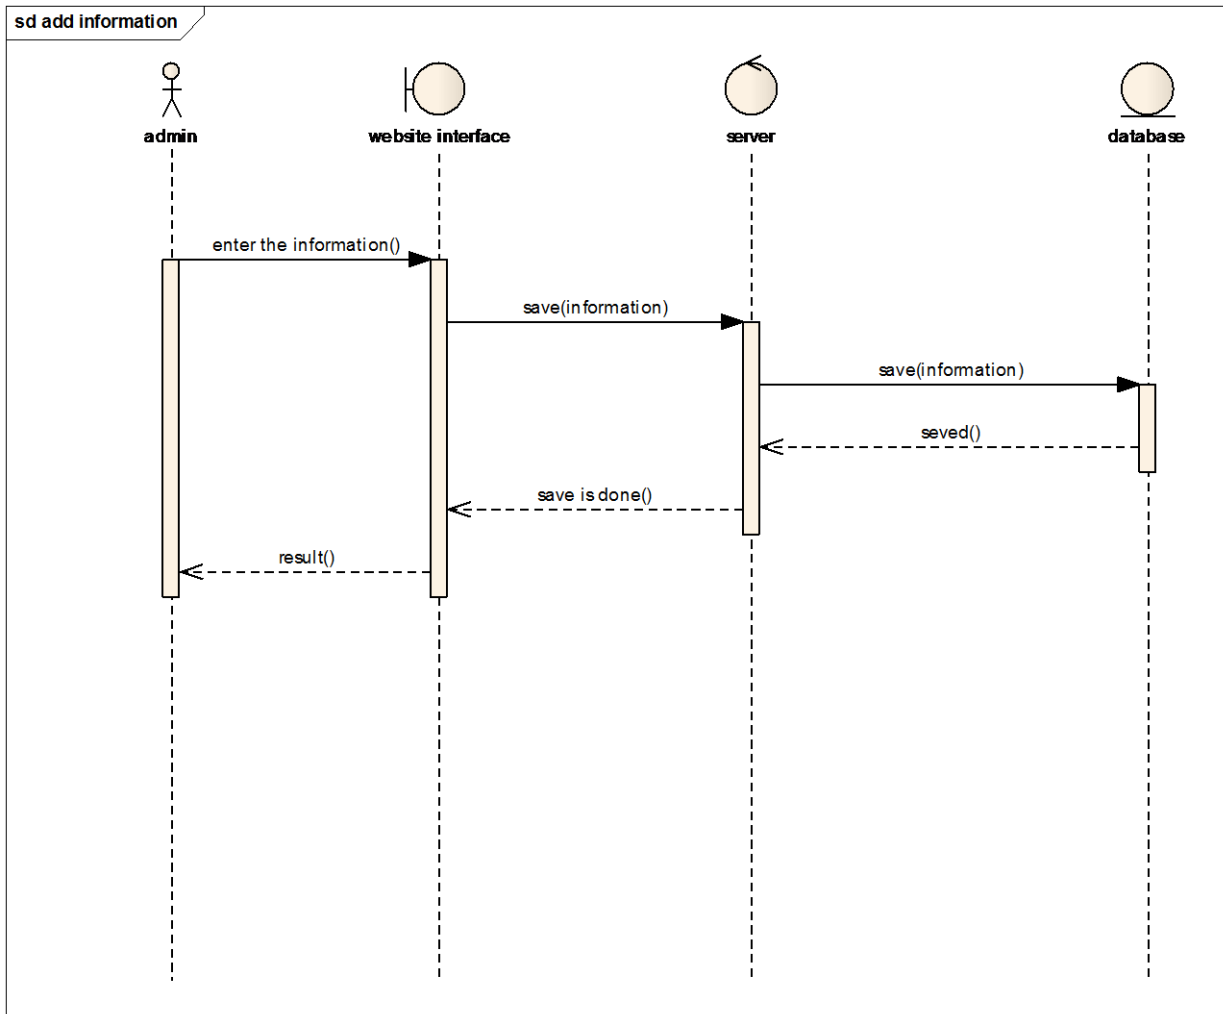 sd add information
admin
website interface
server
database
enter the information()
save(information)
save(information)
seved()
save is done()
result()